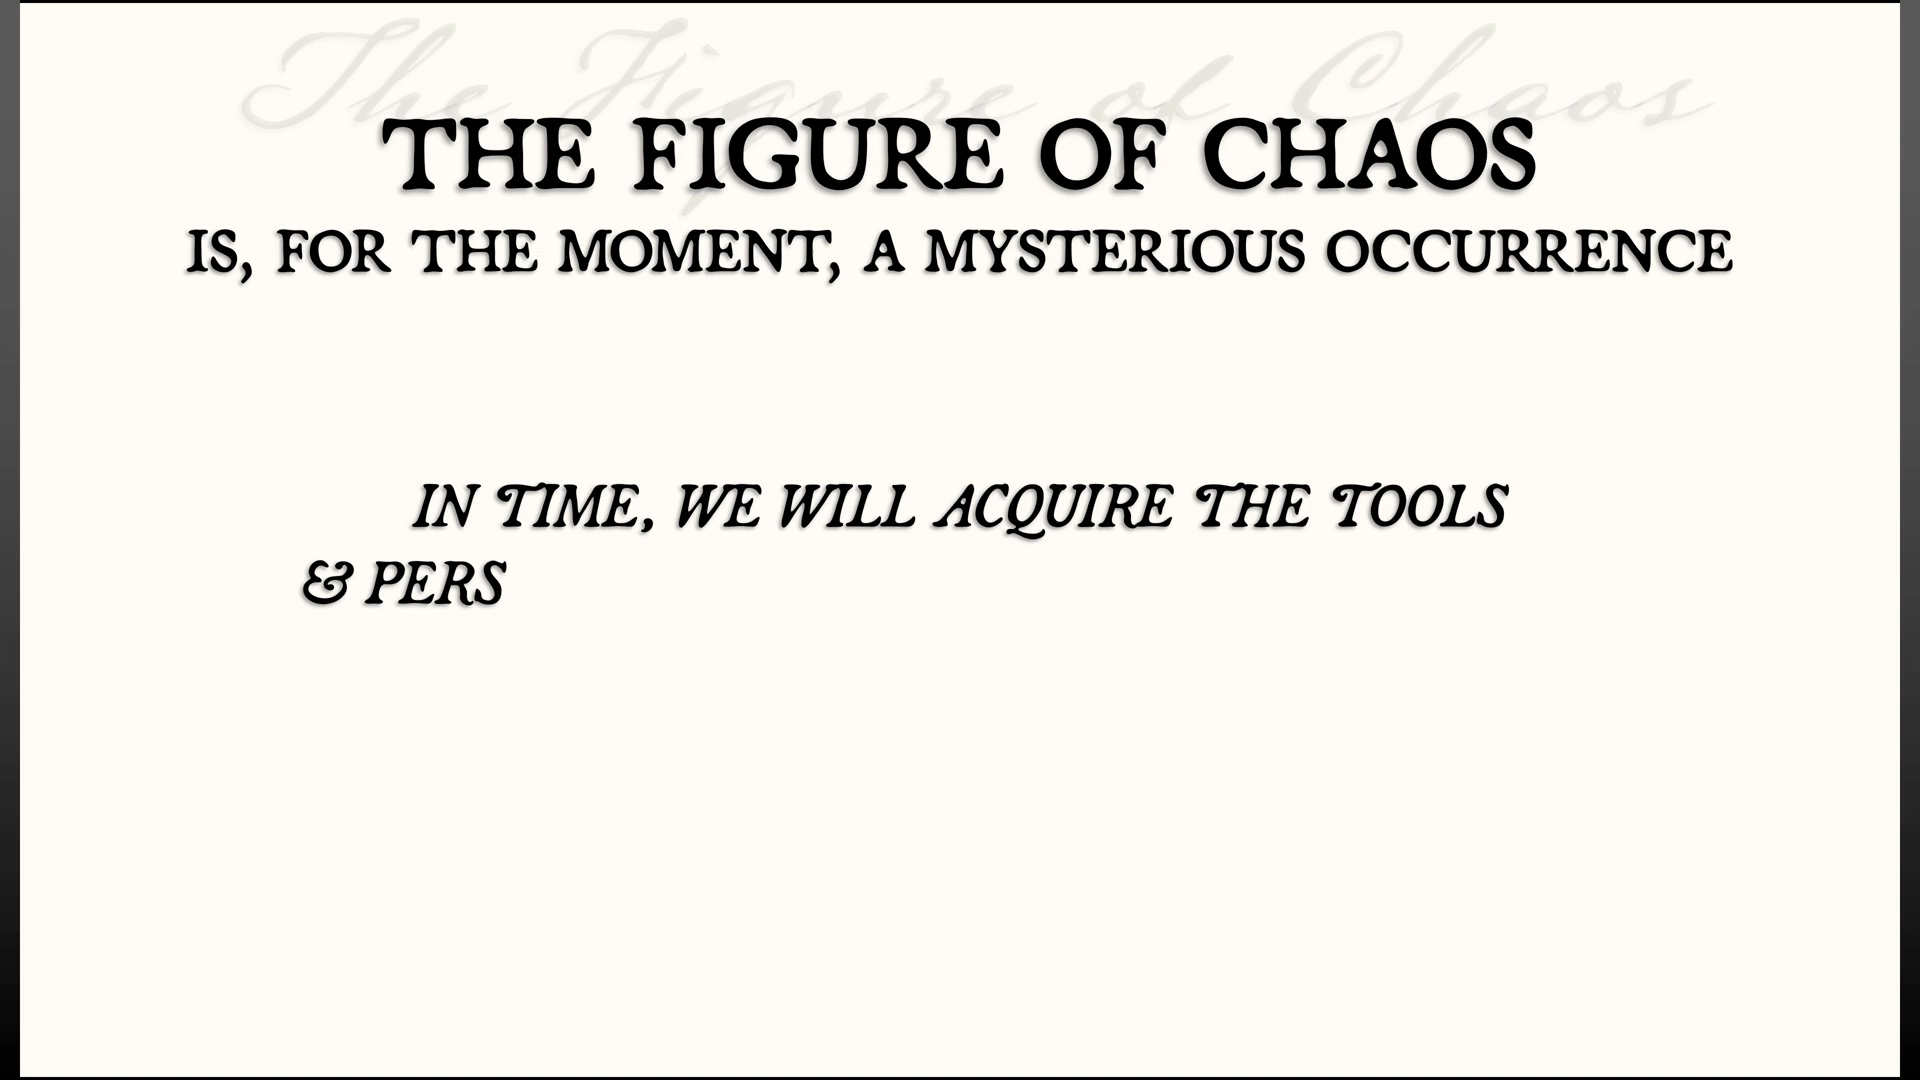 The Figure of Chaos
THE FIGURE OF CHAOS
IS, FOR THE MOMENT, A MYSTERIOUS OCCURRENCE
IN TIME, WE WILL ACQUIRE THE TOOLS
& PERS